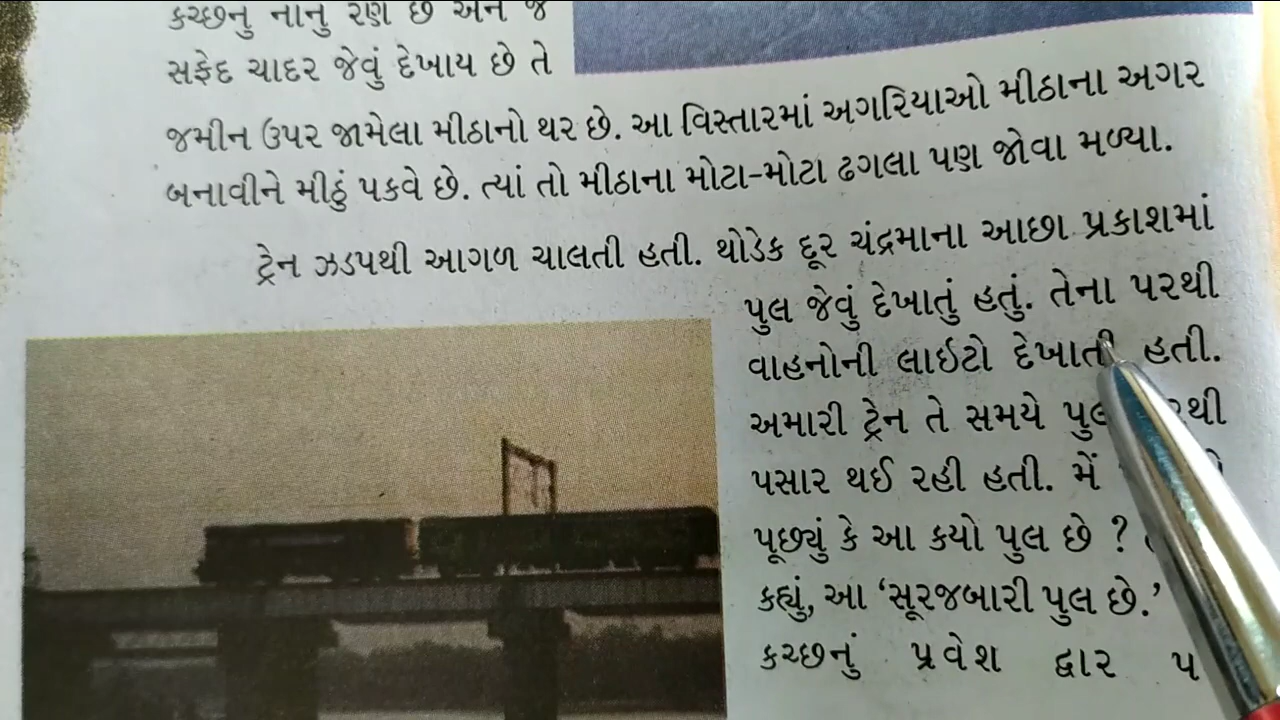 કચ્છનું નાનું રણ છે અને જે
સફેદ ચાદર જેવું દેખાય છે તે
જમીન ઉપર જામેલા મીઠાનો થર છે. આ વિસ્તારમાં અગરિયાઓ મીઠાના અગર
બનાવીને મીઠું પકવે છે. ત્યાં તો મીઠાના મોટા-મોટા ઢગલા પણ જોવા મળ્યા.
ટ્રેન ઝડપથી આગળ ચાલતી હતી. થોડેક દૂર ચંદ્રમાના આછા પ્રકાશમાં
પુલ જેવું દેખાતું હતું. તેના પરથી
વાહનોની લાઇટો દેખાતી હતી.
અમારી ટ્રેન તે સમયે પુલ
પસાર થઈ રહી હતી. મેં
પૂછ્યું કે આ કયો પુલ છે ?
કહ્યું, આ ‘સૂરજબારી પુલ છે.’
કચ્છનું પ્રવેશ દ્વાર